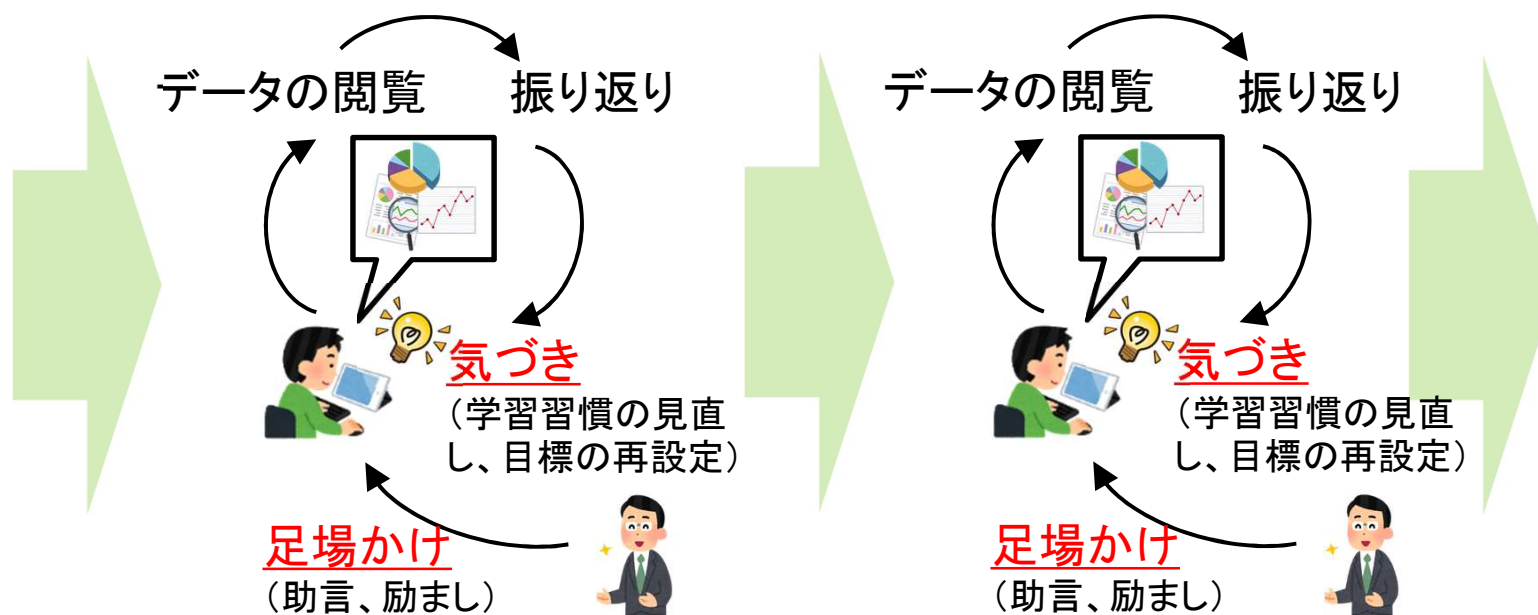 データの閲覧
振り返り
気づき
（学習習慣の見直
し、目標の再設定）
足場かけ
（助言、励まし）
データの閲覧
振り返り
気づき
（学習習慣の見直
し、目標の再設定）
足場かけ
（助言、励まし）